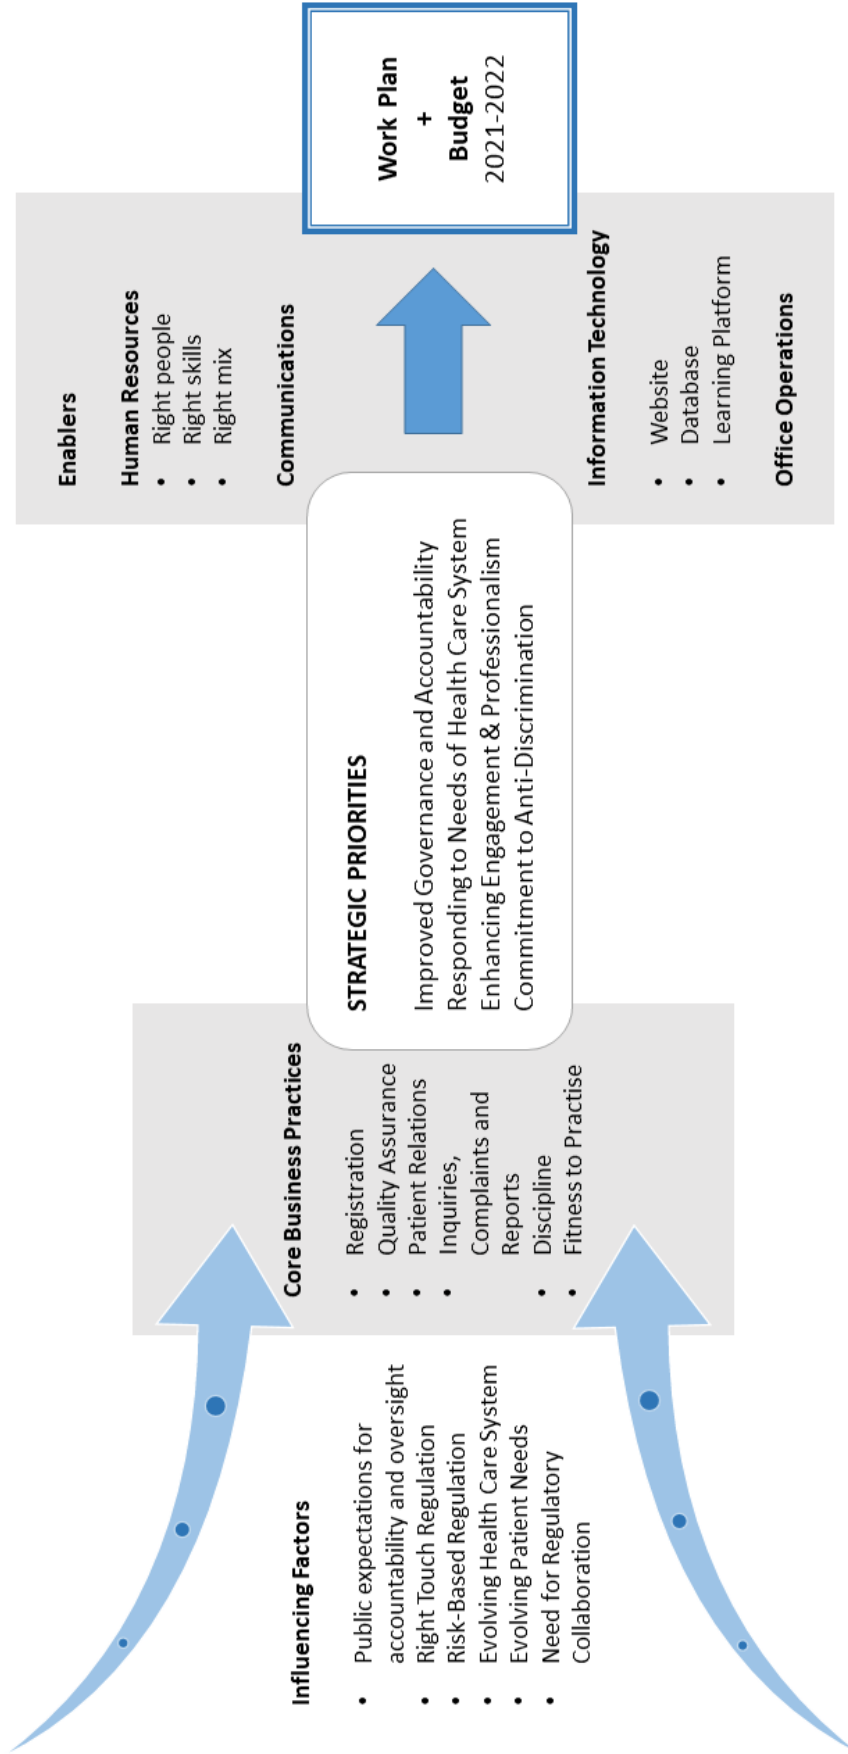 Influencing Factors
• Public expectations for
accountability and oversight
• Right Touch Regulation
• Risk-Based Regulation
• Evolving Health Care System
• Evolving Patient Needs
• Need for Regulatory
Collaboration
Core Business Practices
• Registration
• Quality Assurance
• Patient Relations
• Inquiries,
Complaints and
Reports
• Discipline
• Fitness to Practise
STRATEGIC PRIORITIES
Improved Governance and Accountability
Responding to Needs of Health Care System
Enhancing Engagement & Professionalism
Commitment to Anti-Discrimination
Enablers
Human Resources
• Right people
• Right skills
• Right mix
Communications
Information Technology
• Website
• Database
• Learning Platform
Office Operations
Work Plan
+
Budget
2021-2022